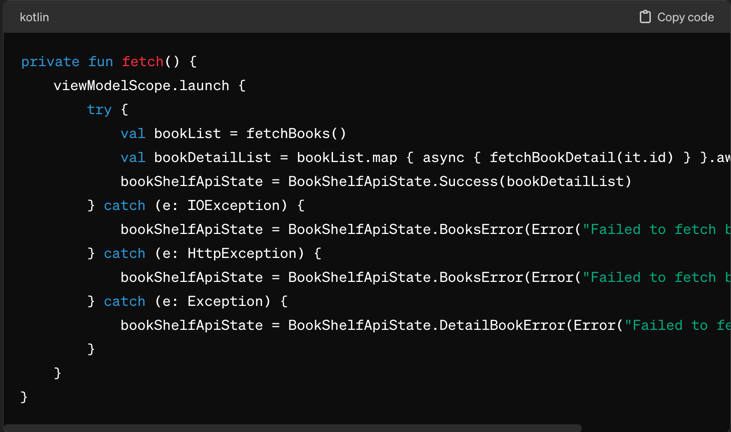 kotlin
Copy code
private fun fetch() {
    viewModelScope.launch {
        try {
            val bookList = fetchBooks()
            val bookDetailList = bookList.map { async { fetchBookDetail(it.id) } }.aw
            bookShelfApiState = BookShelfApiState.Success(bookDetailList)
        } catch (e: IOException) {
            bookShelfApiState = BookShelfApiState.BooksError(Error("Failed to fetch b
        } catch (e: HttpException) {
            bookShelfApiState = BookShelfApiState.BooksError(Error("Failed to fetch b
        } catch (e: Exception) {
            bookShelfApiState = BookShelfApiState.DetailBookError(Error("Failed to fe
        }
    }
}